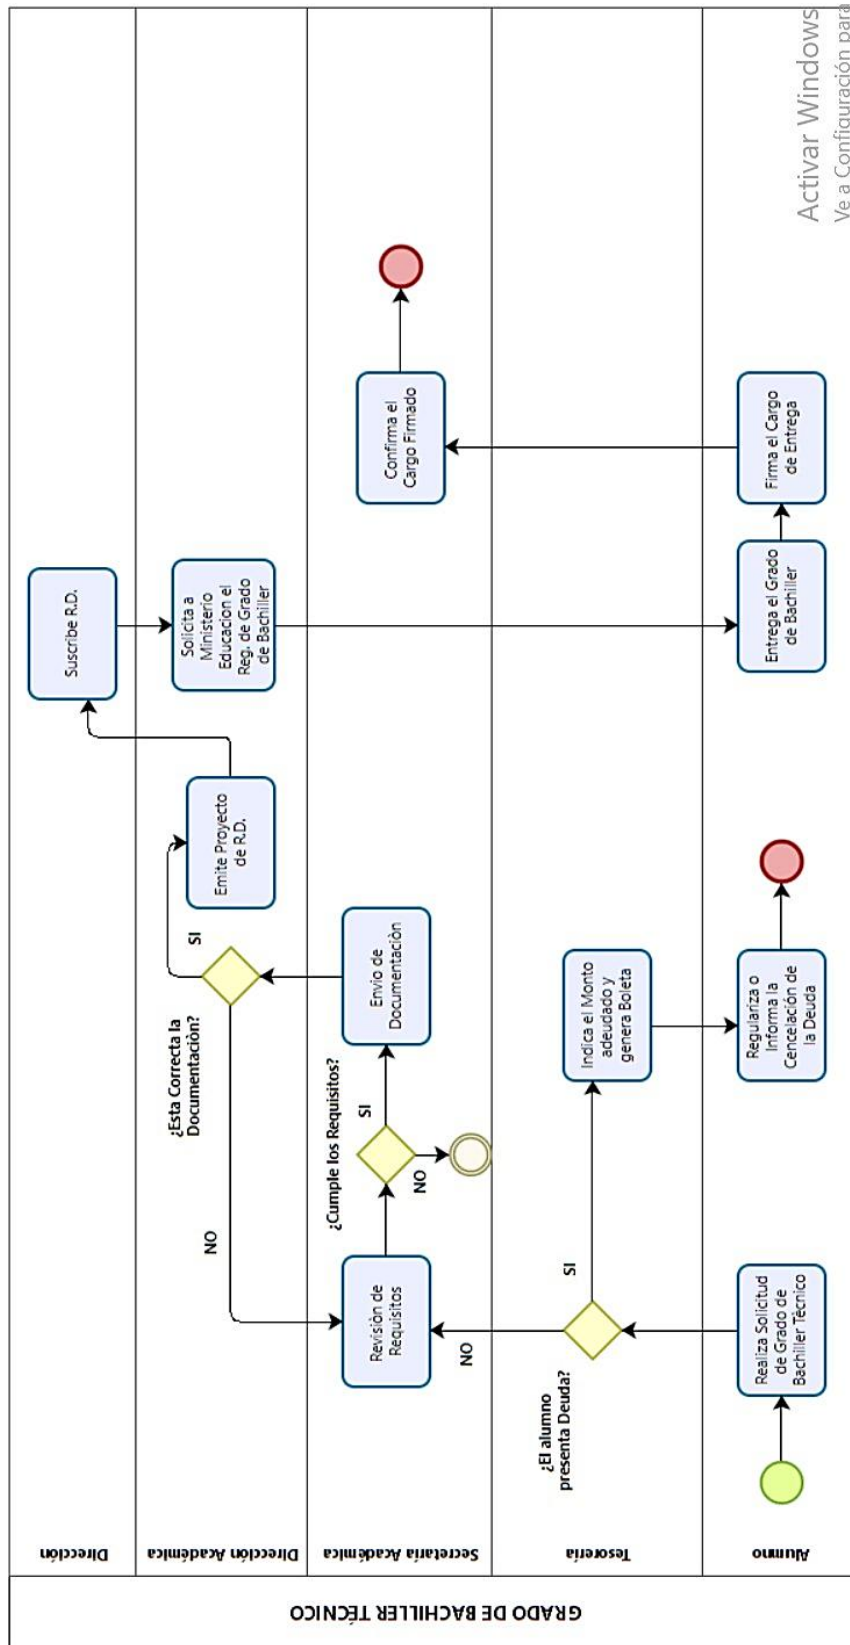 GRADO DE BACHILLER TÉCNICO
Dirección
Suscribe R.D.
Dirección Académica
¿Esta Correcta la
Documentaciòn?
NO
SI
Emite Proyecto
de R.D.
Solicita a
Ministerio
Educacion el
Reg. de Grado
de Bachiller
Secretaría Académica
Revisiòn de
Requisitos
¿Cumple los Requisitos?
SI
NO
Envio de
Documentaciòn
Confirma el
Cargo Firmado
Tesorería
¿El alumno
presenta Deuda?
NO
SI
Indica el Monto
adeudado y
genera Boleta
Alumno
Realiza Solicitud
de Grado de
Bachiller Tècnico
Regulariza o
Informa la
Cencelación de
la Deuda
Entrega el Grado
de Bachiller
Firma el Cargo
de Entrega
Activar Windows
Ve a Configuración para